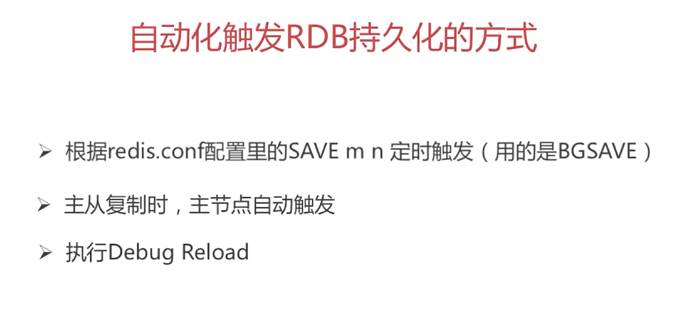 自动化触发RDB持久化的方式
➢ 根据redis.conf配置里的SAVE m n 定时触发（用的是BGSAVE）
➢ 主从复制时，主节点自动触发
➢ 执行Debug Reload